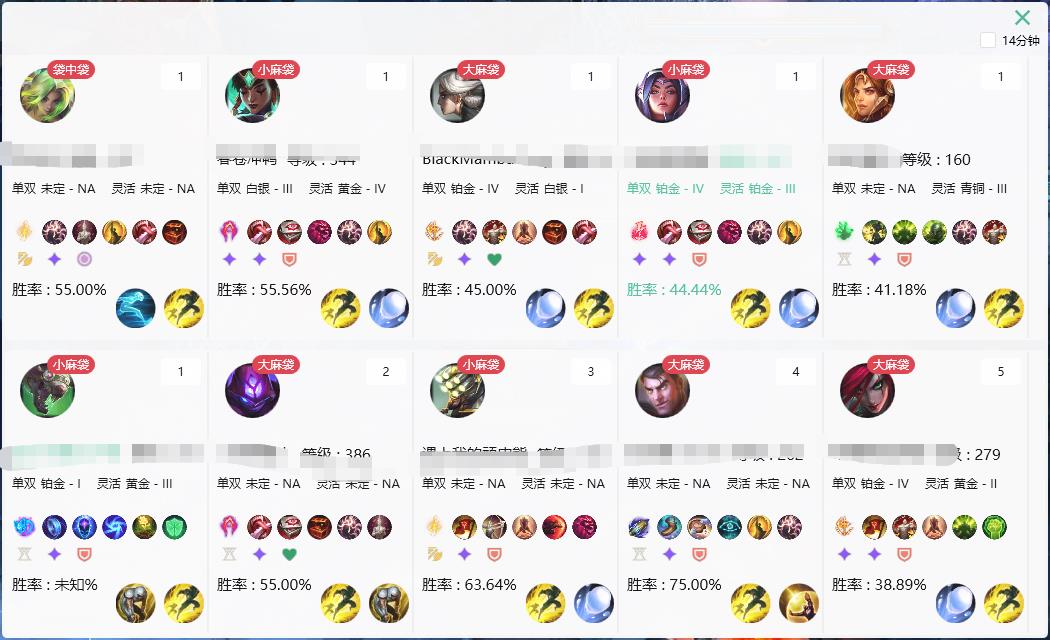 14分钟
袋中袋 1 小麻袋 1 大麻袋 1 小麻袋 1 大麻袋 1
等级 : 344 等级 : 160
单双 未定 - NA 灵活 未定 - NA 单双 白银 - III 灵活 黄金 - IV 单双 铂金 - IV 灵活 白银 - I 单双 铂金 - IV 灵活 铂金 - III 单双 未定 - NA 灵活 青铜 - III
胜率 : 55.00% 胜率 : 55.56% 胜率 : 45.00% 胜率 : 44.44% 胜率 : 41.18%
小麻袋 1 大麻袋 2 小麻袋 3 大麻袋 4 大麻袋 5
等级 : 386 : 279
单双 铂金 - I 灵活 黄金 - III 单双 未定 - NA 灵活 未定 - NA 单双 未定 - NA 灵活 未定 - NA 单双 未定 - NA 灵活 未定 - NA 单双 铂金 - IV 灵活 黄金 - II
胜率 : 未知% 胜率 : 55.00% 胜率 : 63.64% 胜率 : 75.00% 胜率 : 38.89%